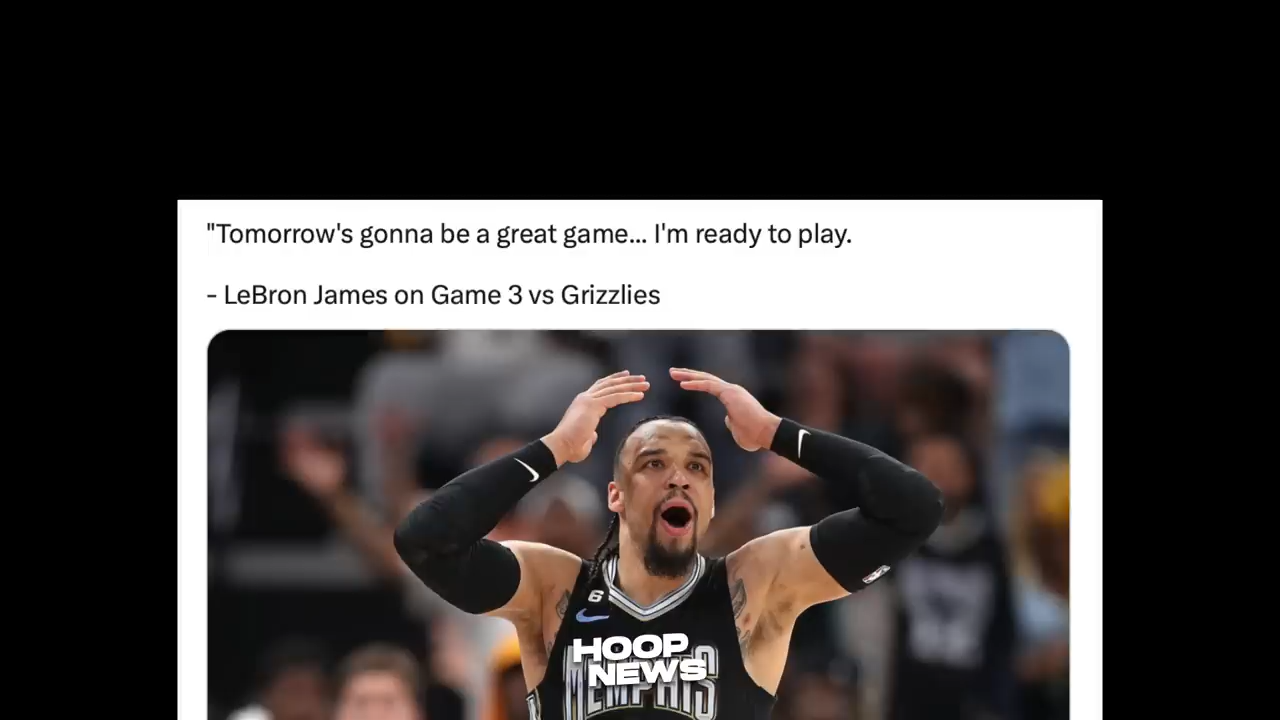 "Tomorrow's gonna be a great game... I'm ready to play.
- LeBron James on Game 3 vs Grizzlies
6
HOOP
NEWS
MEMPHIS